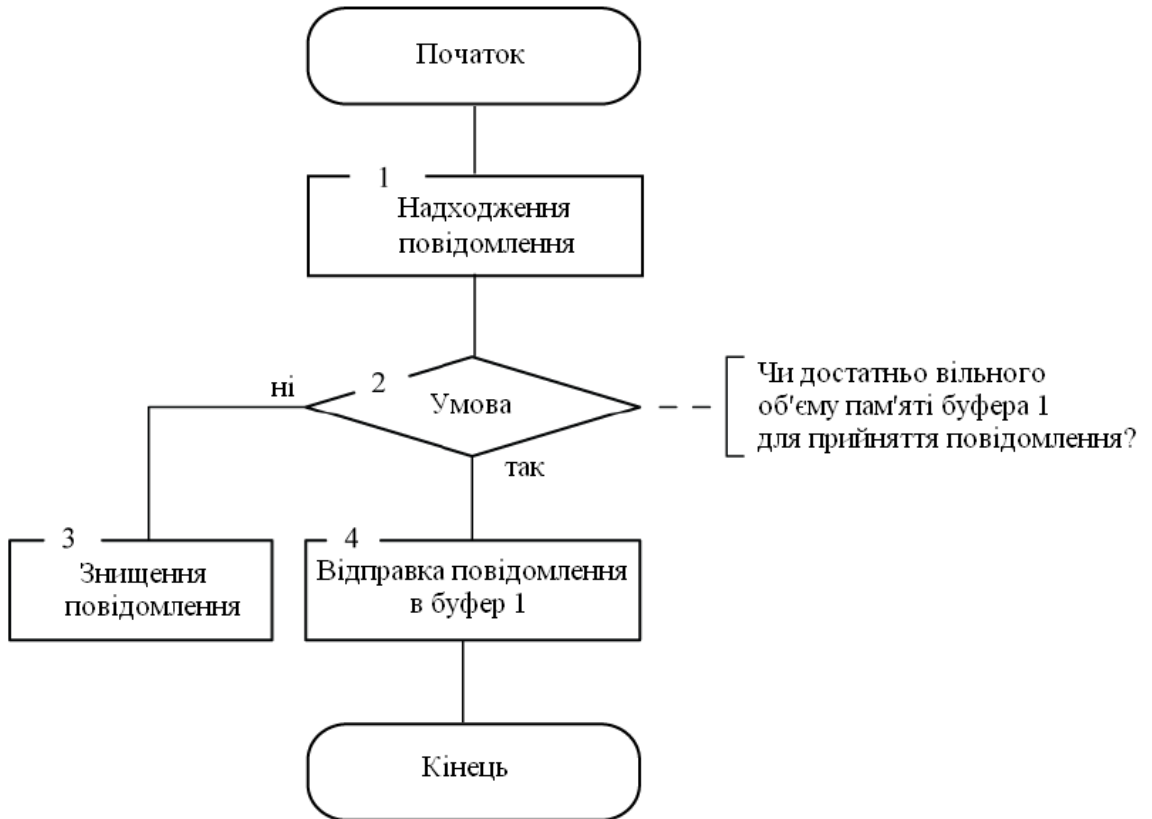 Початок
1
Надходження
повідомлення
ні
2
Умова
Чи достатньо вільного
об'єму пам'яті буфера 1
для прийняття повідомлення?
так
3
Знищення
повідомлення
4
Відправка повідомлення
в буфер 1
Кінець